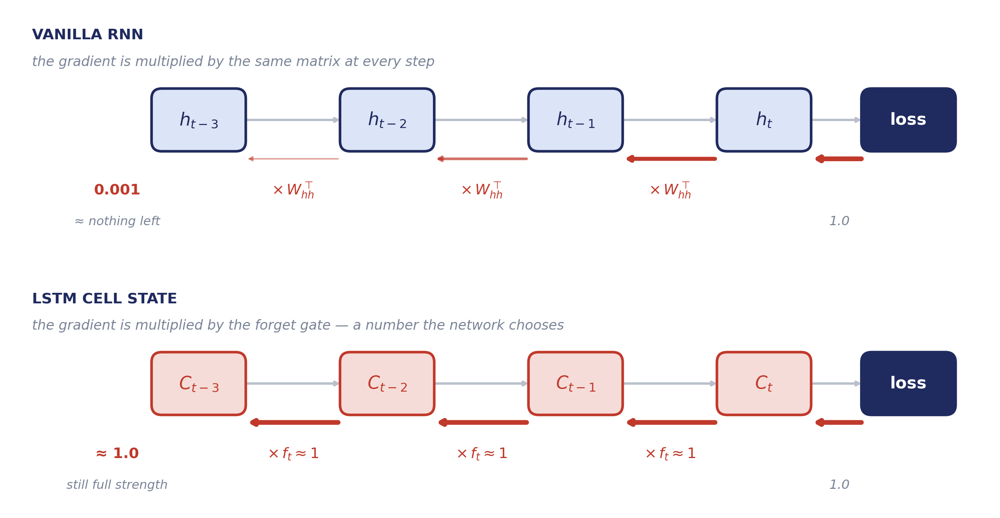 VANILLA RNN
the gradient is multiplied by the same matrix at every step
h_{t−3} h_{t−2} h_{t−1} h_t loss
0.001 × W_{hh}^⊤ × W_{hh}^⊤ × W_{hh}^⊤
≈ nothing left 1.0
LSTM CELL STATE
the gradient is multiplied by the forget gate — a number the network chooses
C_{t−3} C_{t−2} C_{t−1} C_t loss
≈ 1.0 × f_t ≈ 1 × f_t ≈ 1 × f_t ≈ 1
still full strength 1.0